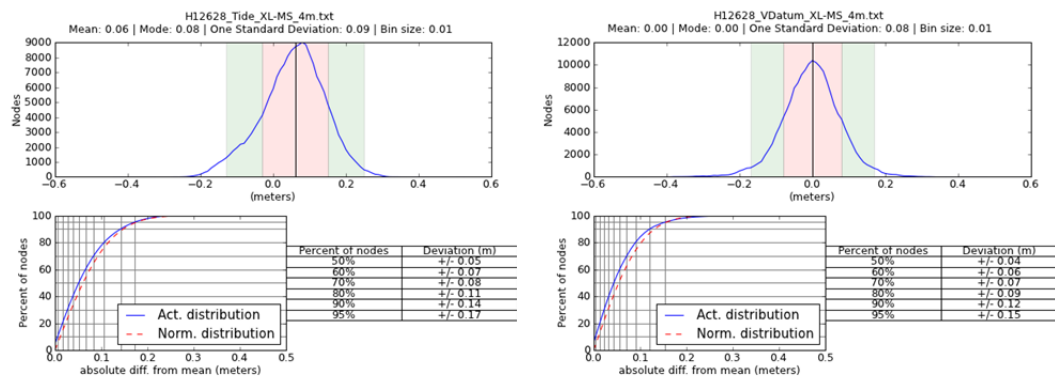 H12628_Tide_XL-MS_4m.txt
Mean: 0.06 | Mode: 0.08 | One Standard Deviation: 0.09 | Bin size: 0.01
9000
8000
7000
6000
5000
4000
3000
2000
1000
0
Nodes
−0.6
−0.4
−0.2
0.0
0.2
0.4
0.6
(meters)
100
80
60
40
20
0
Percent of nodes
Act. distribution
Norm. distribution
0.0
0.1
0.2
0.3
0.4
0.5
absolute diff. from mean (meters)
Percent of nodes Deviation (m)
50% +/- 0.05
60% +/- 0.07
70% +/- 0.08
80% +/- 0.11
90% +/- 0.14
95% +/- 0.17
H12628_VDatum_XL-MS_4m.txt
Mean: 0.00 | Mode: 0.00 | One Standard Deviation: 0.08 | Bin size: 0.01
12000
10000
8000
6000
4000
2000
0
Nodes
−0.6
−0.4
−0.2
0.0
0.2
0.4
0.6
(meters)
100
80
60
40
20
0
Percent of nodes
Act. distribution
Norm. distribution
0.0
0.1
0.2
0.3
0.4
0.5
absolute diff. from mean (meters)
Percent of nodes Deviation (m)
50% +/- 0.04
60% +/- 0.06
70% +/- 0.07
80% +/- 0.09
90% +/- 0.12
95% +/- 0.15